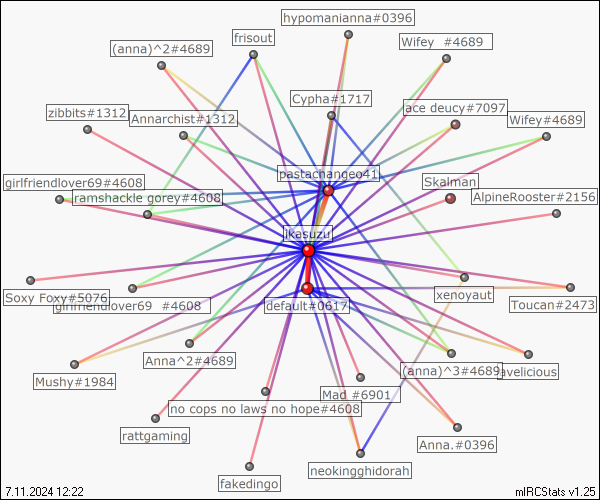 hypomanianna#0396
frisout
Wifey  #4689
(anna)^2#4689
Cypha#1717
ace deucy#7097
zibbits#1312
Annarchist#1312
Wifey#4689
pastachangeo41
girlfriendlover69#4608
Skalman
ramshackle gorey#4608
AlpineRooster#2156
ikasuzu
Soxy Foxy#5076
xenoyaut
girlfriendlover69  #4608
default#0617
Toucan#2473
Anna^2#4689
(anna)^3#4689
avelicious
Mushy#1984
Mad #6901
no cops no laws no hope#4608
rattgaming
Anna.#0396
neokingghidorah
fakedingo
7.11.2024 12:22
mIRCStats v1.25